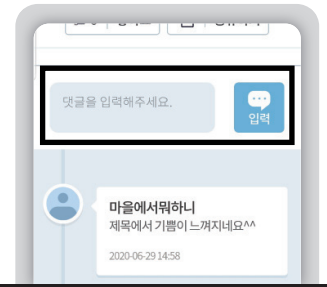 댓글을 입력해주세요.
입력
마을에서뭐하니
제목에서 기쁨이 느껴지네요^^
2020-06-29 14:58